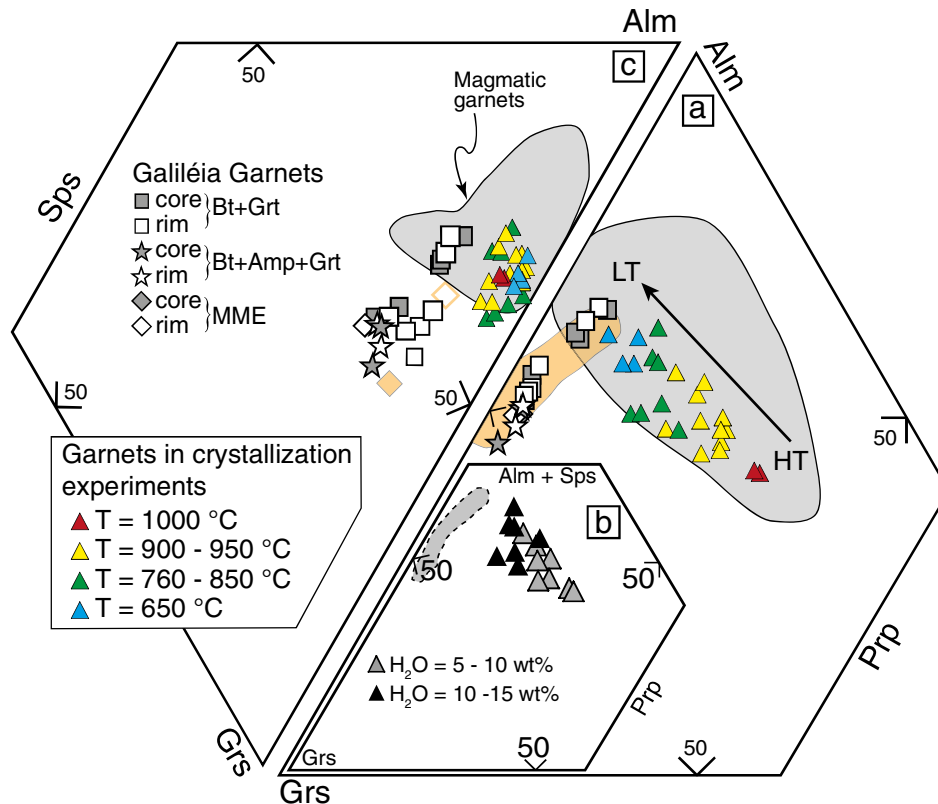 Alm
Alm
50
c
a
Magmatic
garnets
Sps
Galiléia Garnets
core
rim
Bt+Grt
core
rim
Bt+Amp+Grt
core
rim
MME
LT
HT
50
50
50
Garnets in crystallization
experiments
T = 1000 °C
T = 900 - 950 °C
T = 760 - 850 °C
T = 650 °C
Alm + Sps
b
50
50
H₂O = 5 - 10 wt%
H₂O = 10 -15 wt%
Prp
Prp
Grs
Grs
50
50
Grs